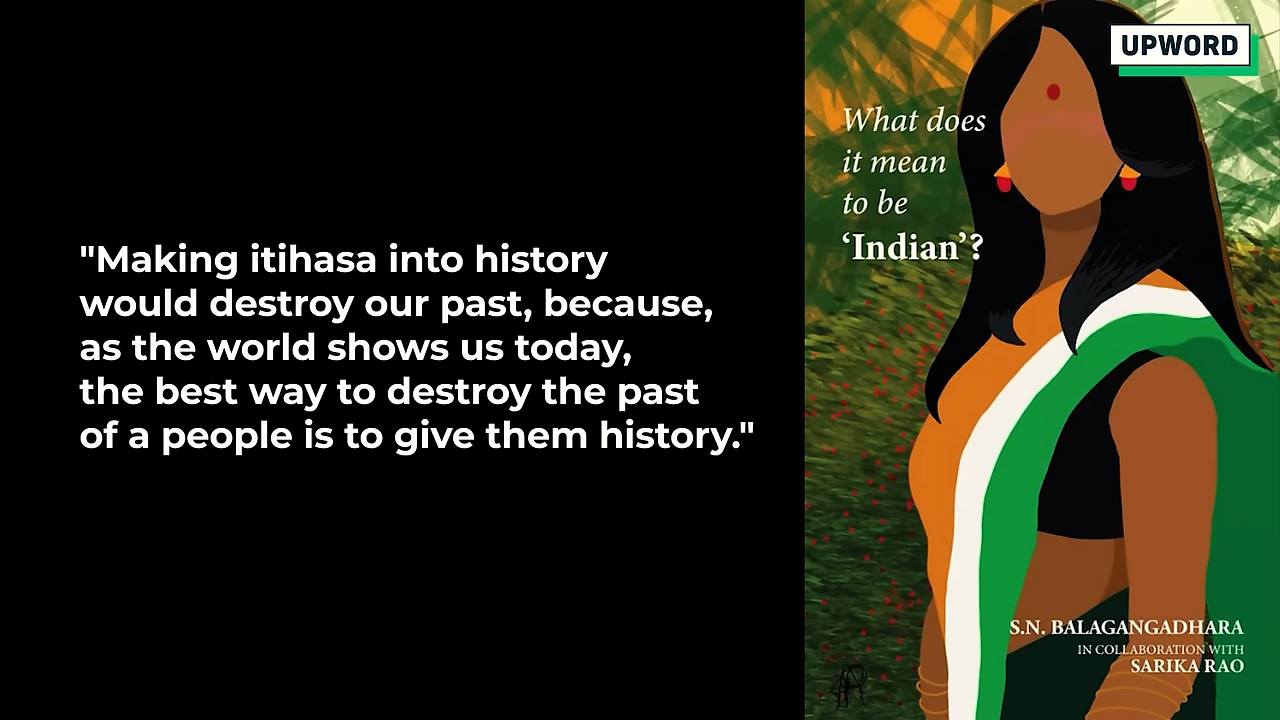 "Making itihasa into history
would destroy our past, because,
as the world shows us today,
the best way to destroy the past
of a people is to give them history."
UPWORD
What does
it mean
to be
‘Indian’?
S.N. BALAGANGADHARA
IN COLLABORATION WITH
SARIKA RAO